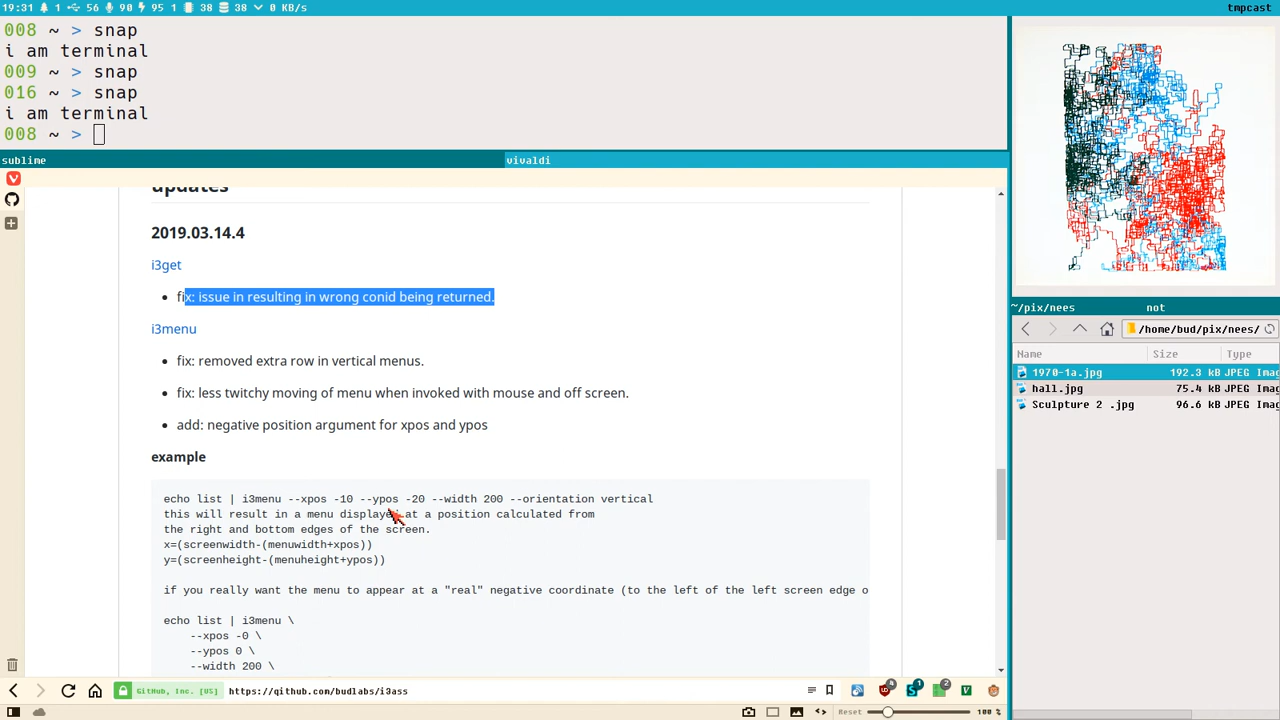 19:31 1 56 90 95 1 38 38 0 KB/s
tmpcast
008 ~ > snap
i am terminal
009 ~ > snap
016 ~ > snap
i am terminal
008 ~ >
sublime
vivaldi
updates
2019.03.14.4
i3get
fix: issue in resulting in wrong conid being returned.
i3menu
fix: removed extra row in vertical menus.
fix: less twitchy moving of menu when invoked with mouse and off screen.
add: negative position argument for xpos and ypos
example
echo list | i3menu --xpos -10 --ypos -20 --width 200 --orientation vertical
this will result in a menu displayed at a position calculated from
the right and bottom edges of the screen.
x=(screenwidth-(menuwidth+xpos))
y=(screenheight-(menuheight+ypos))
if you really want the menu to appear at a "real" negative coordinate (to the left of the left screen edge o
echo list | i3menu \
--xpos -0 \
--ypos 0 \
--width 200 \
GitHub, Inc. [US]
https://github.com/budlabs/i3ass
4 1 2
Reset
100 %
~/pix/nees
not
/home/bud/pix/nees/
Name Size Type
1970-1a.jpg 192.3 kB JPEG Imag
hall.jpg 75.4 kB JPEG Imag
Sculpture 2 .jpg 96.6 kB JPEG Imag